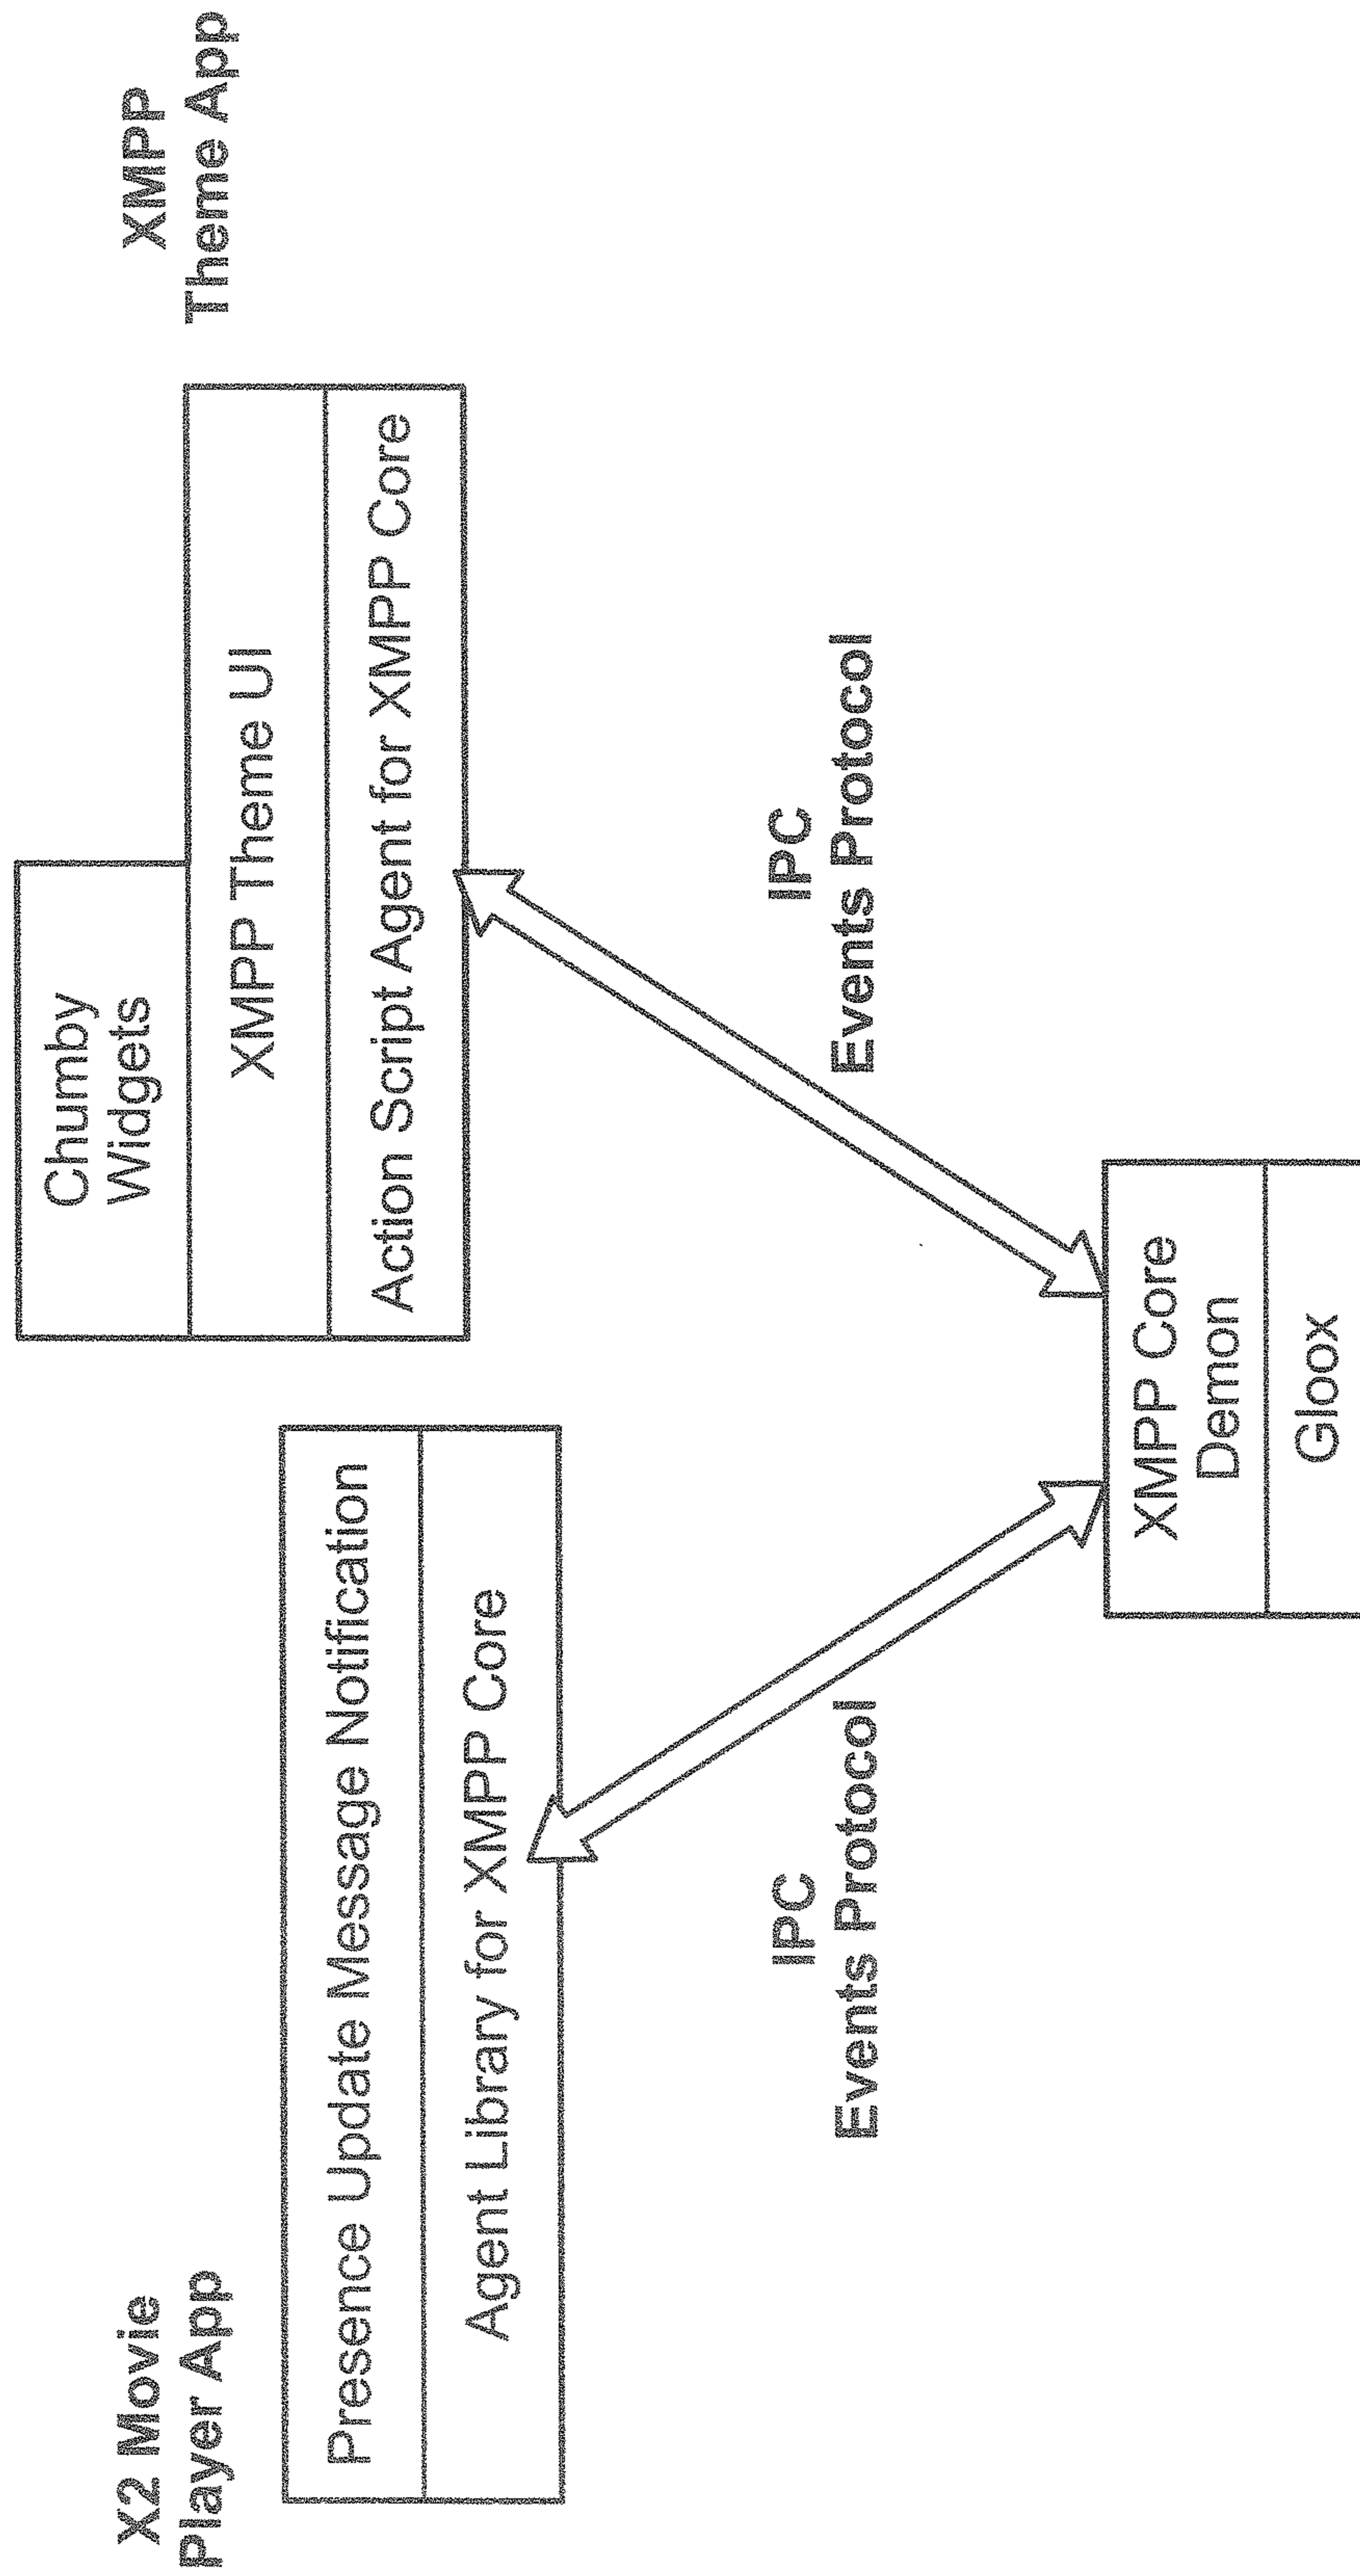 X2 Movie
Player App
Presence Update Message Notification
Agent Library for XMPP Core
IPC
Events Protocol
XMPP
Theme App
Chumby
Widgets
XMPP Theme UI
Action Script Agent for XMPP Core
IPC
Events Protocol
XMPP Core
Demon
Gloox